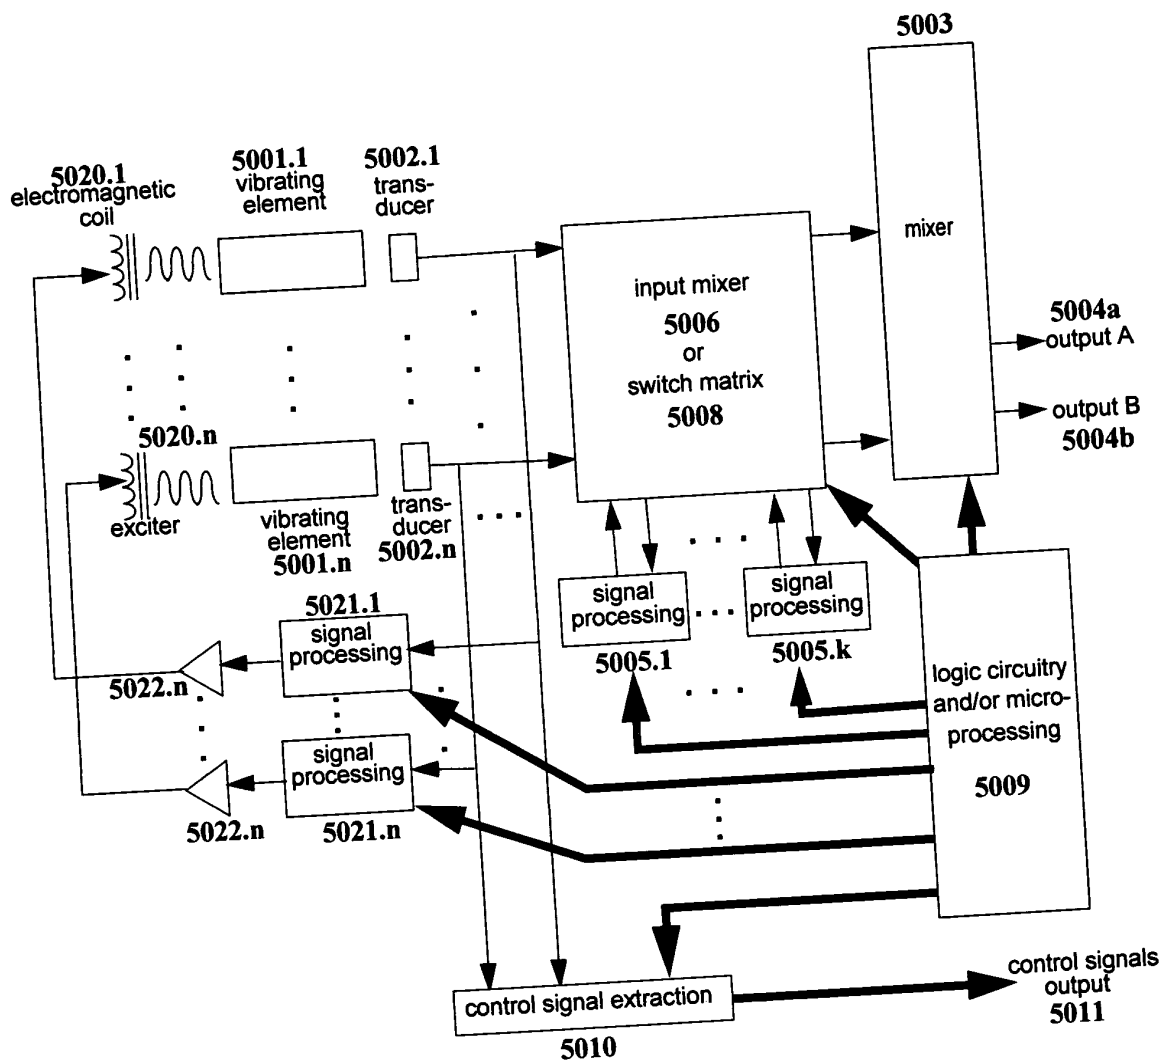 5003
mixer
5020.1
electromagnetic
coil
5001.1
vibrating
element
5002.1
trans-
ducer
input mixer
5006
or
switch matrix
5008
5004a
output A
output B
5004b
5020.n
exciter
vibrating
element
5001.n
trans-
ducer
5002.n
signal
processing
5005.1
signal
processing
5005.k
5021.1
signal
processing
5022.n
signal
processing
5021.n
5022.n
logic circuitry
and/or micro-
processing
5009
control signal extraction
5010
control signals
output
5011